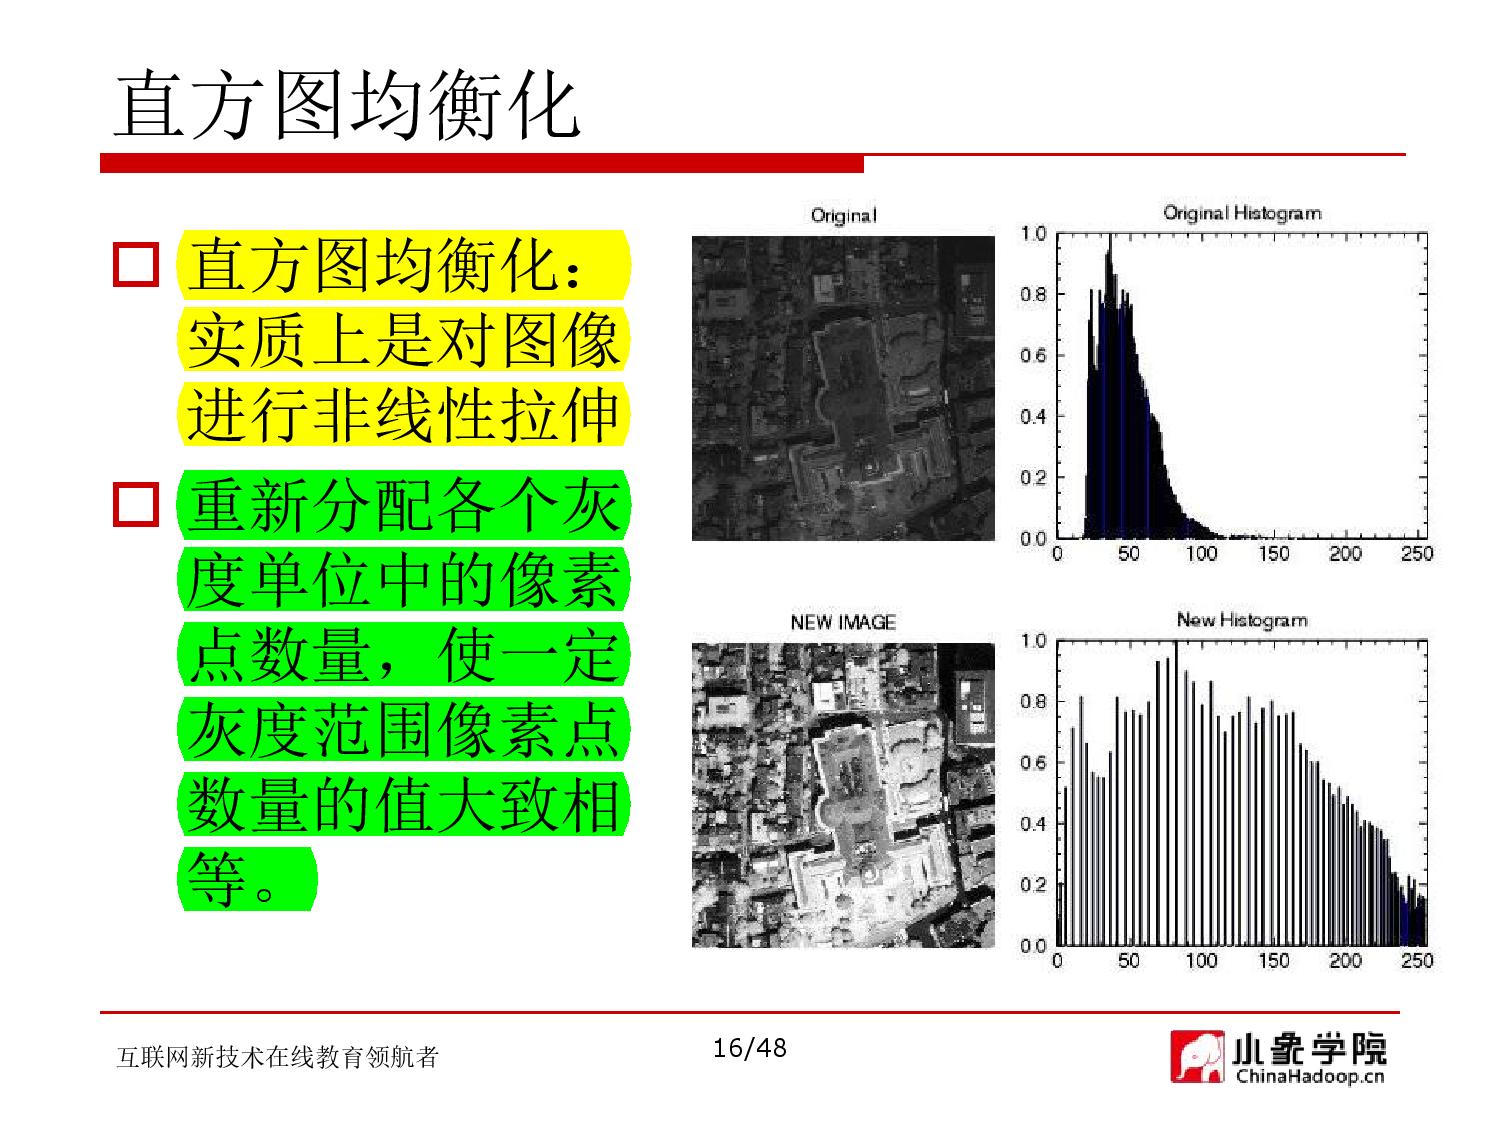 直方图均衡化
直方图均衡化：
实质上是对图像
进行非线性拉伸
重新分配各个灰
度单位中的像素
点数量，使一定
灰度范围像素点
数量的值大致相
等。
Original
Original Histogram
1.0
0.8
0.6
0.4
0.2
0.0
0 50 100 150 200 250
NEW IMAGE
New Histogram
1.0
0.8
0.6
0.4
0.2
0.0
0 50 100 150 200 250
互联网新技术在线教育领航者
16/48
小象学院
ChinaHadoop.cn